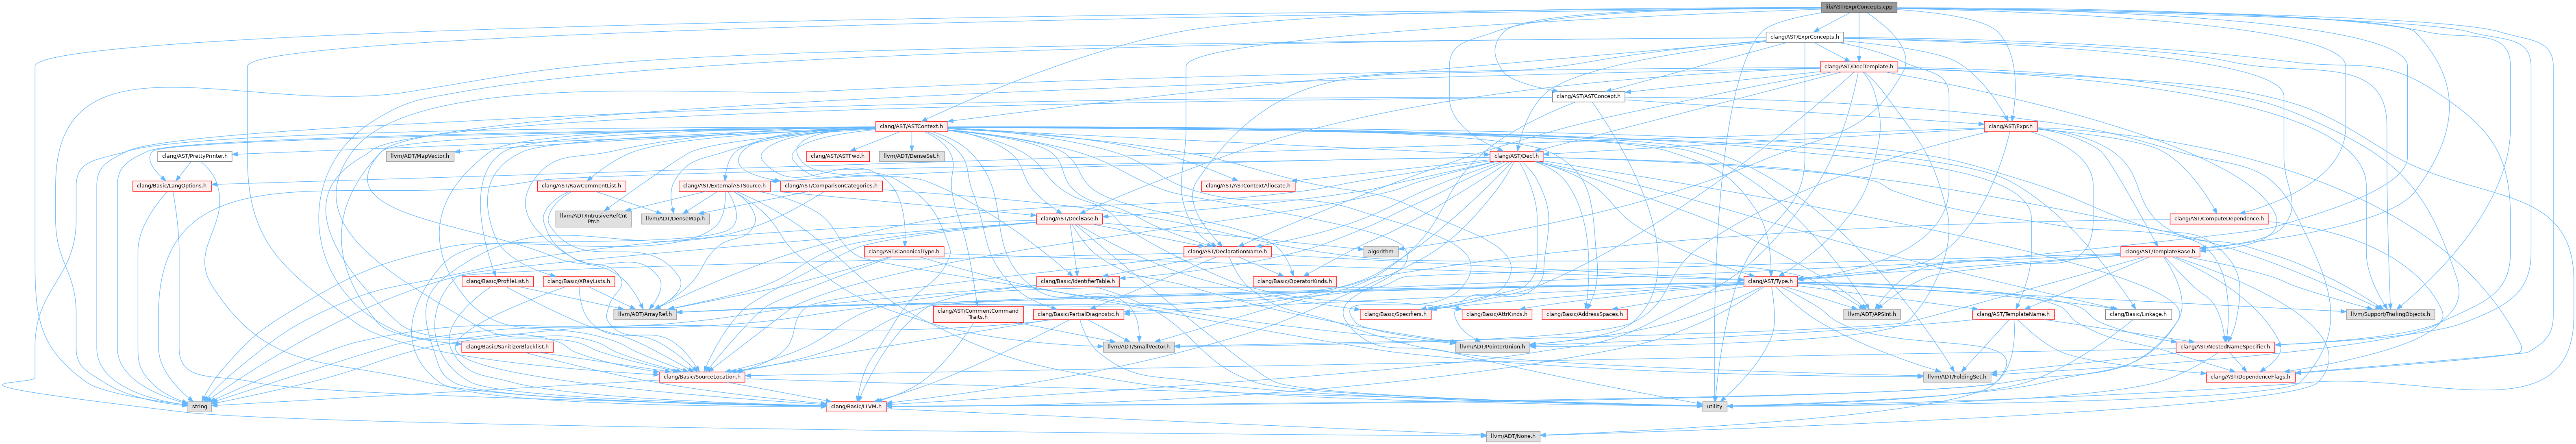 lib/AST/ExprConcepts.cpp
clang/AST/ExprConcepts.h
clang/AST/DeclTemplate.h
clang/AST/ASTConcept.h
clang/AST/ASTContext.h
clang/AST/Expr.h
clang/AST/PrettyPrinter.h
llvm/ADT/MapVector.h
clang/AST/ASTFwd.h
llvm/ADT/DenseSet.h
clang/AST/Decl.h
clang/Basic/LangOptions.h
clang/AST/RawCommentList.h
clang/AST/ExternalASTSource.h
clang/AST/ComparisonCategories.h
clang/AST/ASTContextAllocate.h
llvm/ADT/IntrusiveRefCnt
Ptr.h
llvm/ADT/DenseMap.h
clang/AST/DeclBase.h
clang/AST/ComputeDependence.h
clang/AST/CanonicalType.h
algorithm
clang/AST/DeclarationName.h
clang/AST/TemplateBase.h
clang/Basic/ProfileList.h
clang/Basic/XRayLists.h
clang/Basic/IdentifierTable.h
clang/Basic/OperatorKinds.h
clang/AST/Type.h
llvm/ADT/ArrayRef.h
clang/AST/CommentCommand
Traits.h
clang/Basic/PartialDiagnostic.h
clang/Basic/Specifiers.h
clang/Basic/AttrKinds.h
clang/Basic/AddressSpaces.h
llvm/ADT/APSInt.h
clang/AST/TemplateName.h
clang/Basic/Linkage.h
llvm/Support/TrailingObjects.h
clang/Basic/SanitizerBlacklist.h
llvm/ADT/SmallVector.h
llvm/ADT/PointerUnion.h
clang/AST/NestedNameSpecifier.h
clang/Basic/SourceLocation.h
llvm/ADT/FoldingSet.h
clang/AST/DependenceFlags.h
string
clang/Basic/LLVM.h
utility
llvm/ADT/None.h